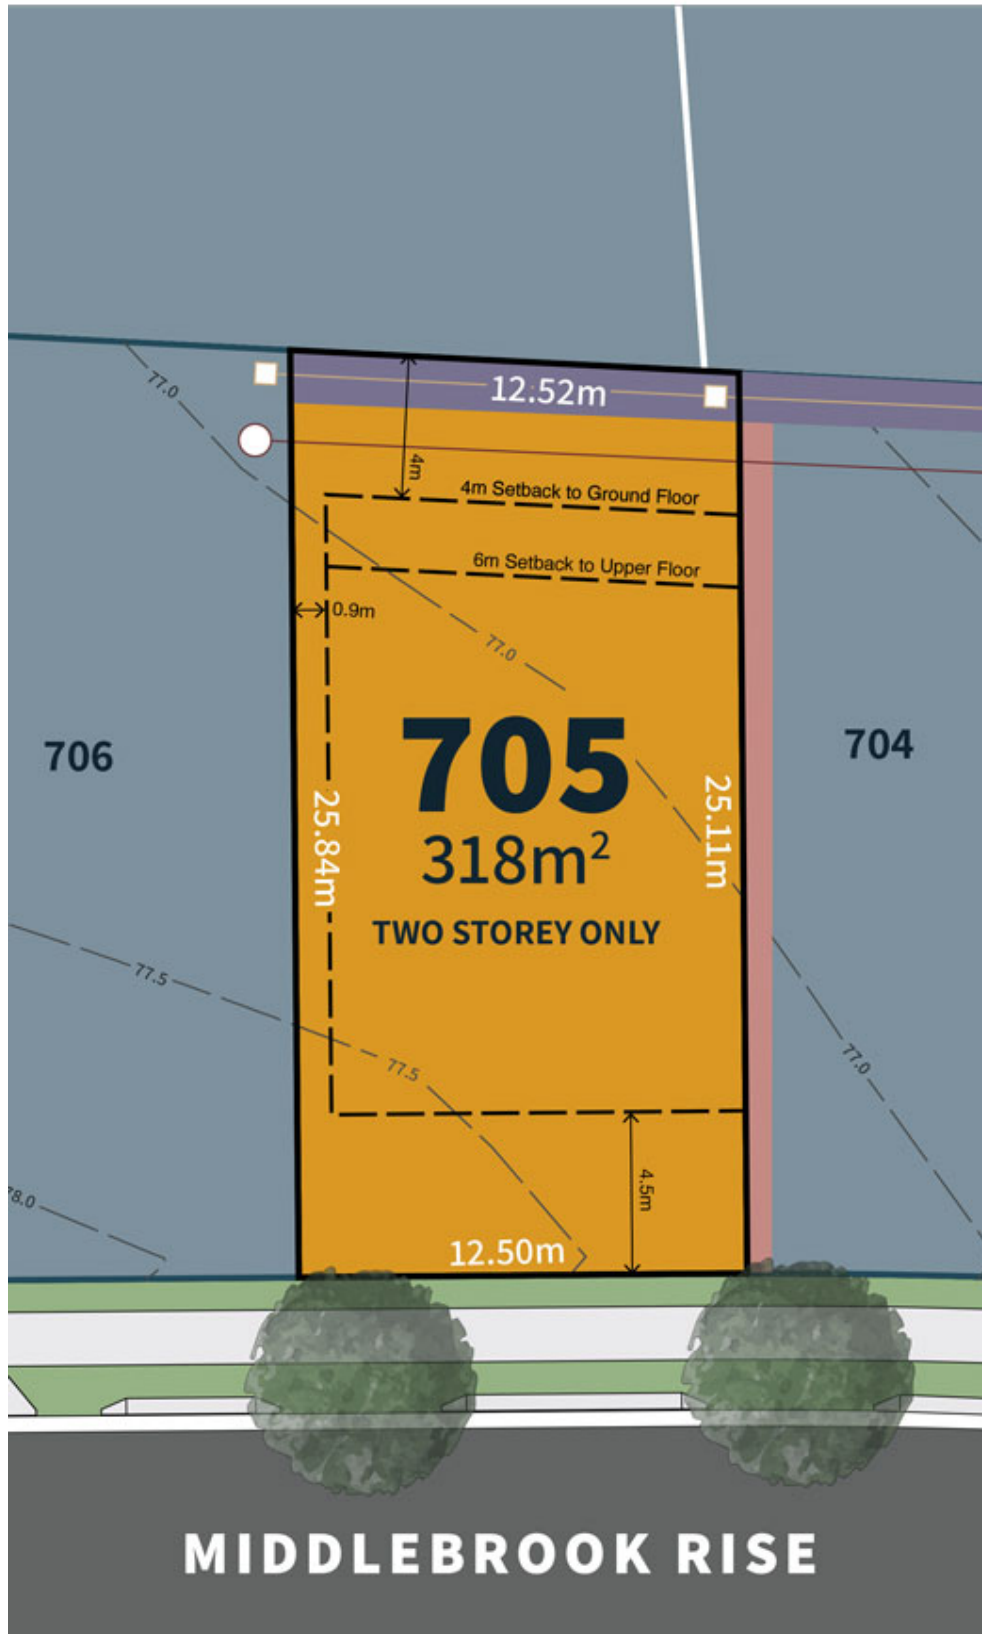 77.0
12.52m
4m
4m Setback to Ground Floor
6m Setback to Upper Floor
0.9m
77.0
706
705
704
318m²
25.84m
25.11m
TWO STOREY ONLY
77.5
77.5
77.0
78.0
4.5m
12.50m
MIDDLEBROOK RISE